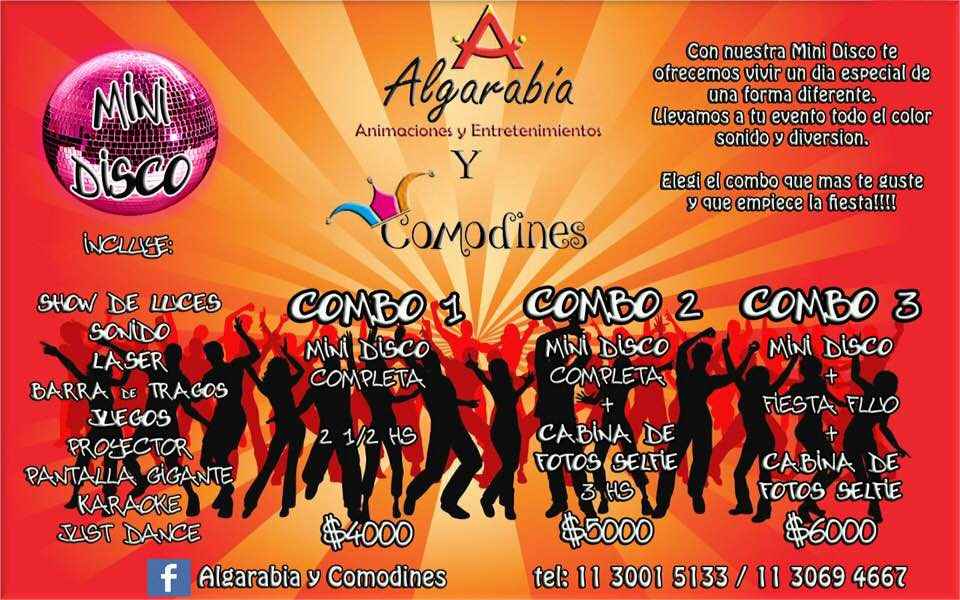 MINI
DISCO
INCLUYE:
SHOW DE LUCES
SONIDO
LASER
BARRA DE TRAGOS
JUEGOS
PROYECTOR
PANTALLA GIGANTE
KARAOKE
JUST DANCE
A
Algarabía
Animaciones y Entretenimientos
Y
Comodines
Con nuestra Mini Disco te
ofrecemos vivir un dia especial de
una forma diferente.
Llevamos a tu evento todo el color
sonido y diversion.
Elegi el combo que mas te guste
y que empiece la fiesta!!!!
COMBO 1
MINI DISCO
COMPLETA
2 1/2 HS
$4000
COMBO 2
MINI DISCO
COMPLETA
+
CABINA DE
FOTOS SELFIE
3 HS
$5000
COMBO 3
MINI DISCO
+
FIESTA FLUO
+
CABINA DE
FOTOS SELFIE
$6000
f Algarabia y Comodines
tel: 11 3001 5133 / 11 3069 4667